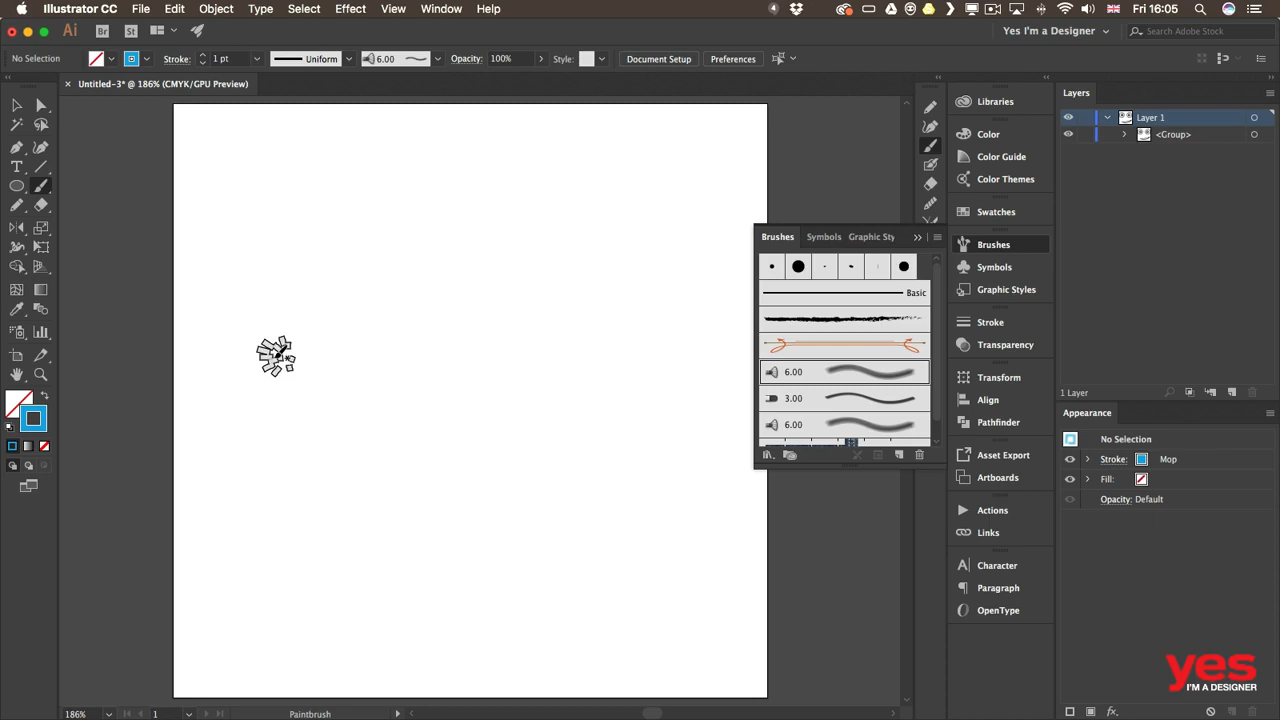 Illustrator CC File Edit Object Type Select Effect View Window Help Fri 16:05
Ai Br St Yes I'm a Designer Search Adobe Stock
No Selection Stroke: 1 pt Uniform 6.00 Opacity: 100% Style: Document Setup Preferences
Untitled-3* @ 186% (CMYK/GPU Preview)
Layers
Layer 1
<Group>
1 Layer
Libraries
Color
Color Guide
Color Themes
Swatches
Brushes
Symbols
Graphic Styles
Stroke
Transparency
Transform
Align
Pathfinder
Asset Export
Artboards
Actions
Links
Character
Paragraph
OpenType
Brushes Symbols Graphic Sty
Basic
6.00
3.00
6.00
Appearance
No Selection
Stroke: Mop
Fill:
Opacity: Default
yes
I'M A DESIGNER
186% 1 Paintbrush